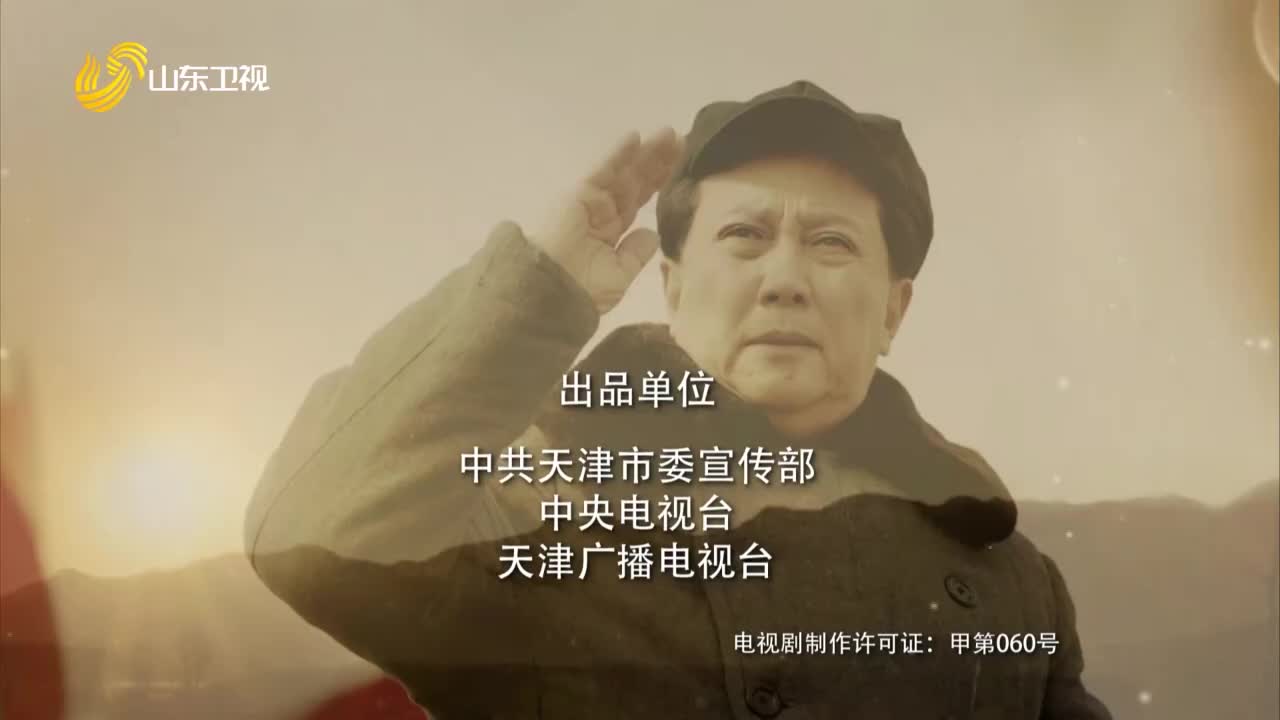 山东卫视
出品单位
中共天津市委宣传部
中央电视台
天津广播电视台
电视剧制作许可证：甲第060号